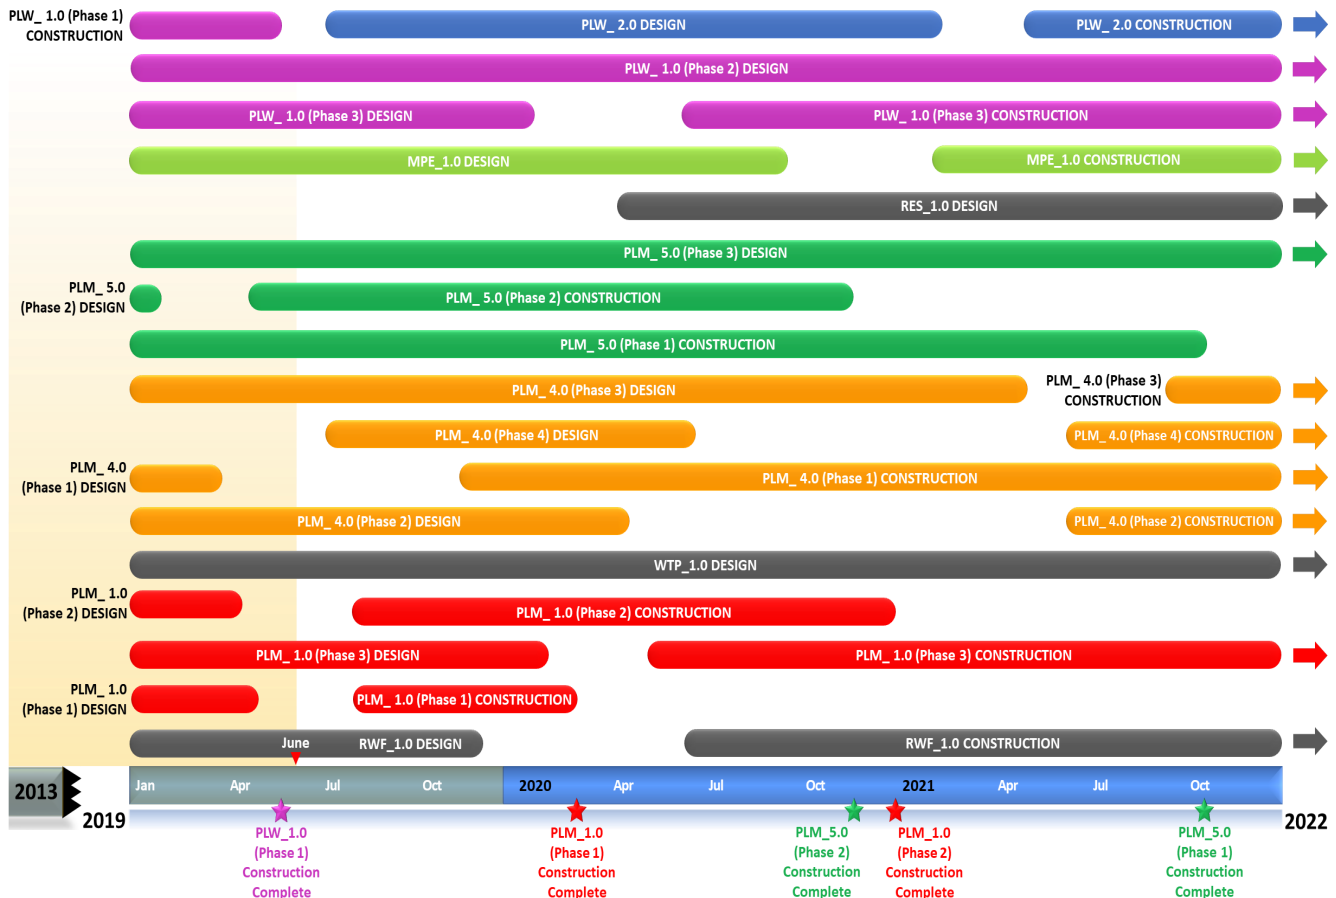 PLW_ 1.0 (Phase 1)
CONSTRUCTION
PLW_ 2.0 DESIGN
PLW_ 2.0 CONSTRUCTION
PLW_ 1.0 (Phase 2) DESIGN
PLW_ 1.0 (Phase 3) DESIGN
PLW_ 1.0 (Phase 3) CONSTRUCTION
MPE_1.0 DESIGN
MPE_1.0 CONSTRUCTION
RES_1.0 DESIGN
PLM_ 5.0 (Phase 3) DESIGN
PLM_ 5.0
(Phase 2) DESIGN
PLM_ 5.0 (Phase 2) CONSTRUCTION
PLM_ 5.0 (Phase 1) CONSTRUCTION
PLM_ 4.0 (Phase 3) DESIGN
PLM_ 4.0 (Phase 3)
CONSTRUCTION
PLM_ 4.0 (Phase 4) DESIGN
PLM_ 4.0 (Phase 4) CONSTRUCTION
PLM_ 4.0
(Phase 1) DESIGN
PLM_ 4.0 (Phase 1) CONSTRUCTION
PLM_ 4.0 (Phase 2) DESIGN
PLM_ 4.0 (Phase 2) CONSTRUCTION
WTP_1.0 DESIGN
PLM_ 1.0
(Phase 2) DESIGN
PLM_ 1.0 (Phase 2) CONSTRUCTION
PLM_ 1.0 (Phase 3) DESIGN
PLM_ 1.0 (Phase 3) CONSTRUCTION
PLM_ 1.0
(Phase 1) DESIGN
PLM_ 1.0 (Phase 1) CONSTRUCTION
June
RWF_1.0 DESIGN
RWF_1.0 CONSTRUCTION
2013
Jan Apr Jul Oct 2020 Apr Jul Oct 2021 Apr Jul Oct
2019
2022
PLW_1.0
(Phase 1)
Construction
Complete
PLM_1.0
(Phase 1)
Construction
Complete
PLM_5.0
(Phase 2)
Construction
Complete
PLM_1.0
(Phase 2)
Construction
Complete
PLM_5.0
(Phase 1)
Construction
Complete